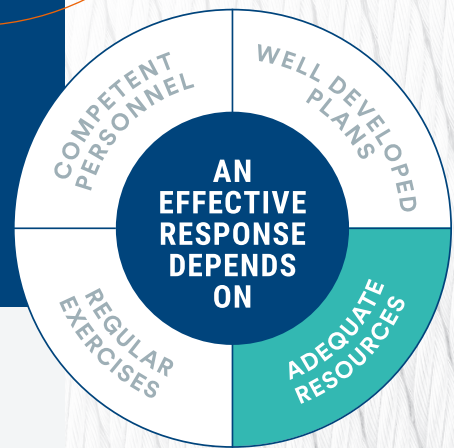 COMPETENT
PERSONNEL
WELL DEVELOPED
PLANS
AN
EFFECTIVE
RESPONSE
DEPENDS
ON
REGULAR
EXERCISES
ADEQUATE
RESOURCES